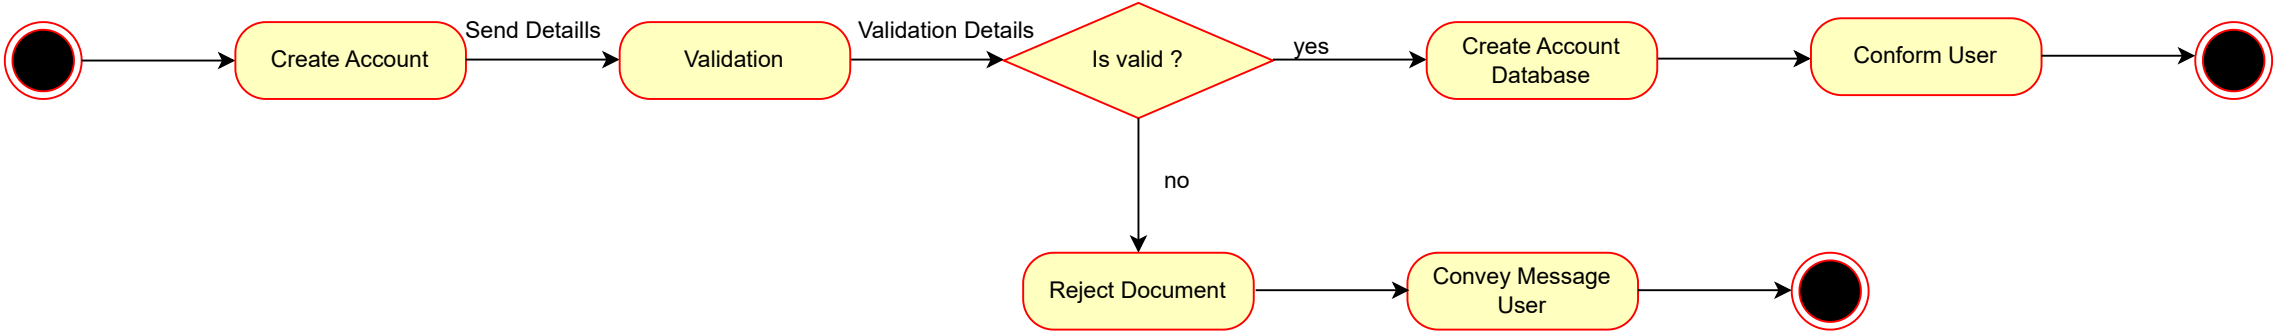 Create Account
Send Detaills
Validation
Validation Details
Is valid ?
yes
Create Account
Database
Conform User
no
Reject Document
Convey Message
User